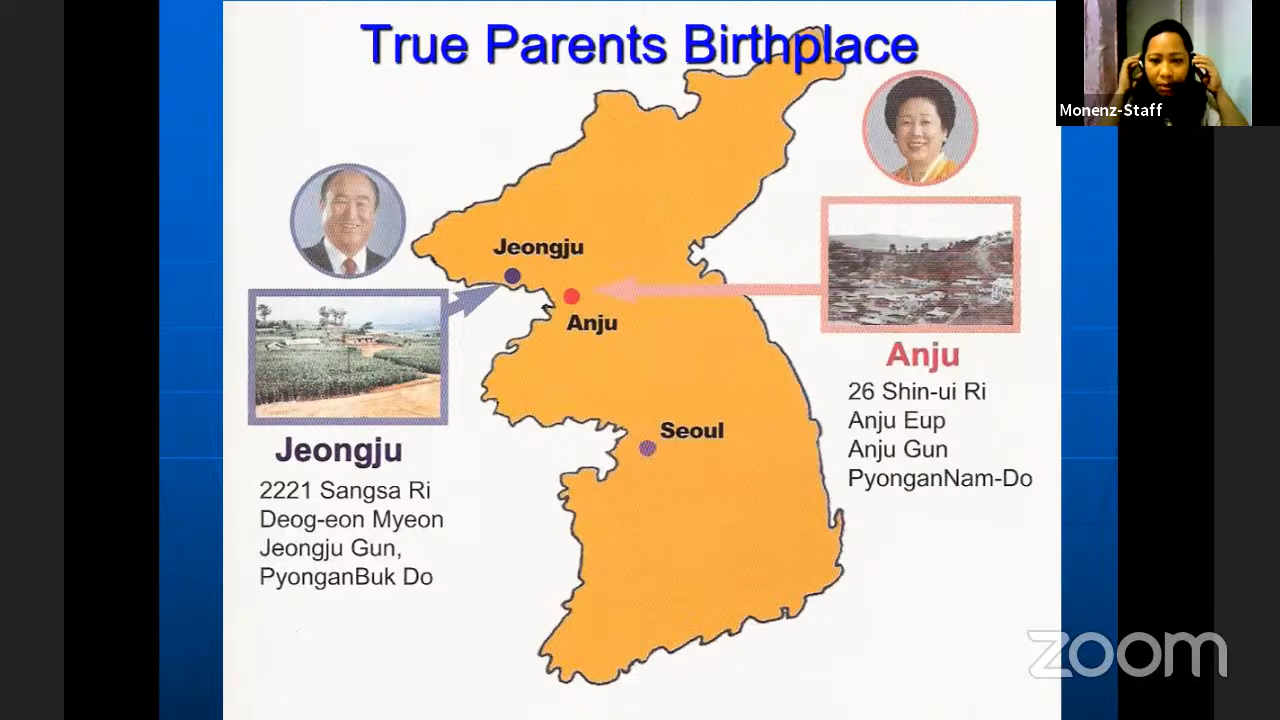 True Parents Birthplace
Monenz-Staff
Jeongju
Anju
Seoul
Jeongju
2221 Sangsa Ri
Deog-eon Myeon
Jeongju Gun,
PyonganBuk Do
Anju
26 Shin-ui Ri
Anju Eup
Anju Gun
PyonganNam-Do
zoom